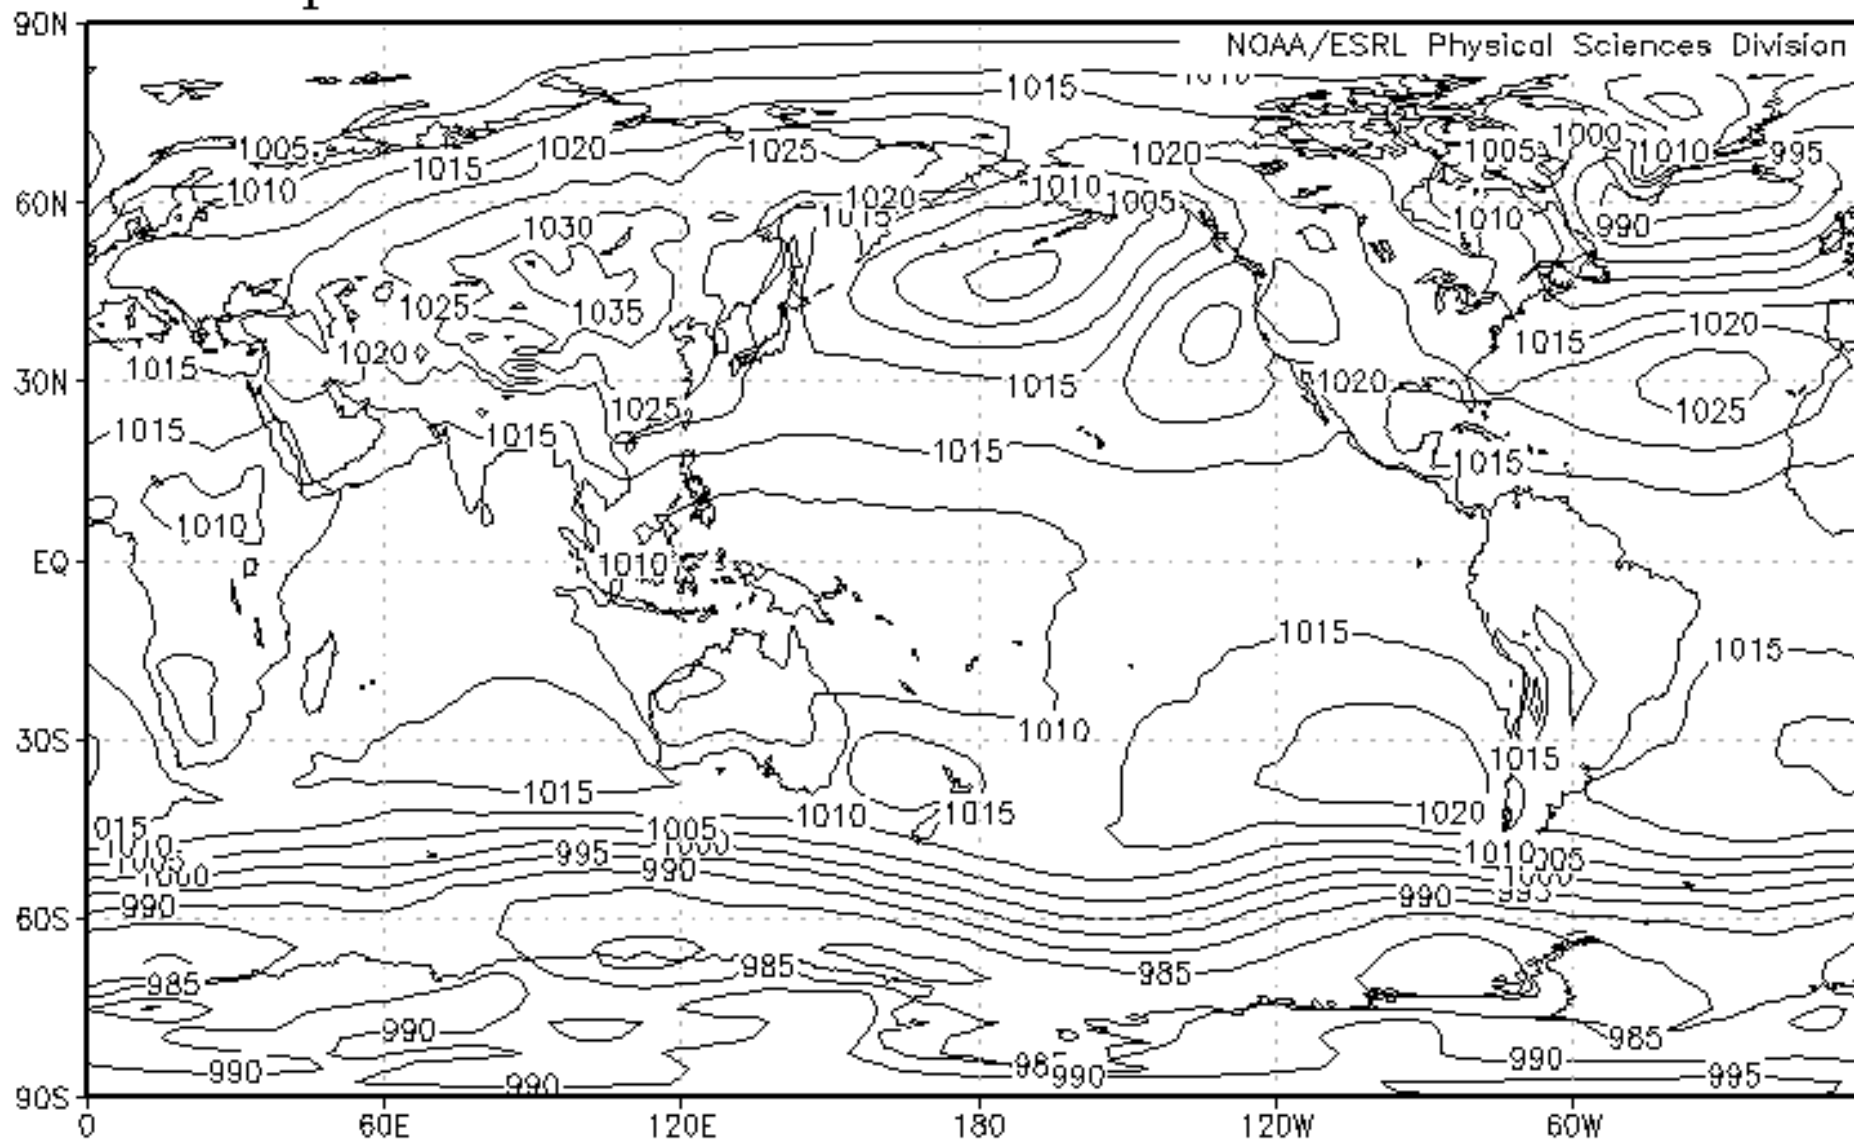 90N
NOAA/ESRL Physical Sciences Division
1015 1010
1005 1015 1020 1025 1020 1005 1000 1010 995
1010 1020 1010 1005
60N
1030 1015 1010 990
1025 1035
1020 1015 1015 1020
30N
1015 1025 1020 1025
1015 1015 1015 1015
1010
EQ
1010
1015 1015
1010
30S
1015
1015 1010 1015 1020
1005 1010
995 990
990 990
60S
985 985
985
990 985
990 990 990 990 995
90S
0 60E 120E 180 120W 60W